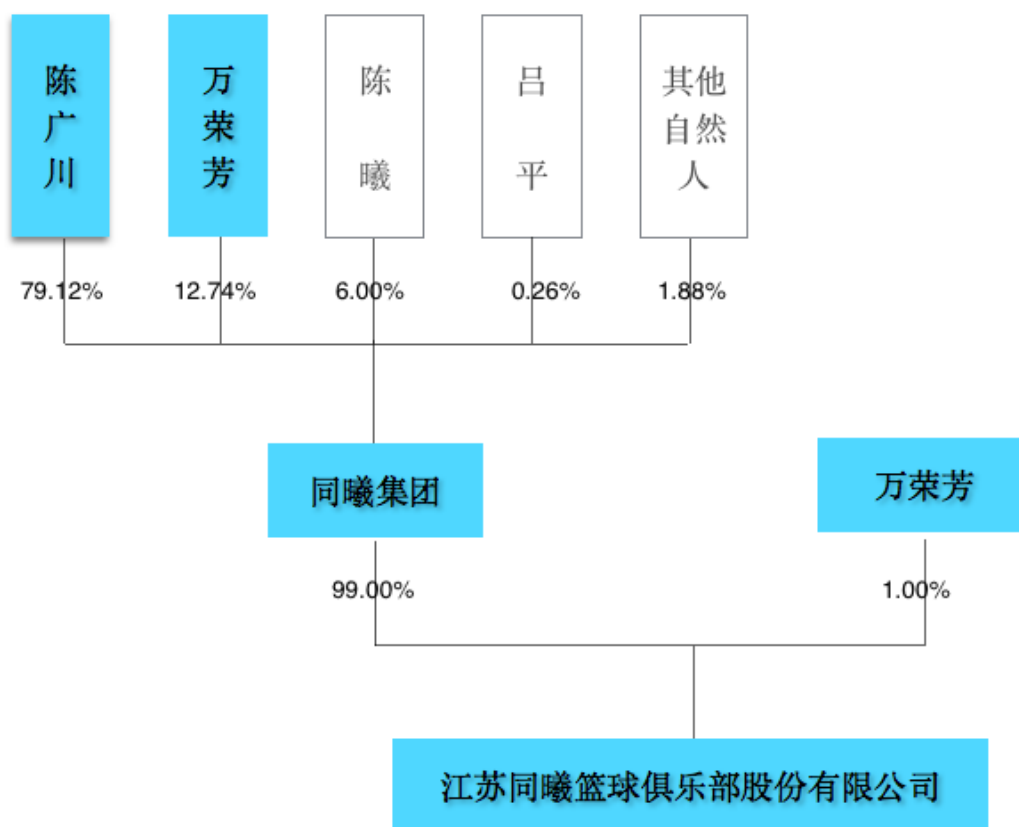 陈广川
万荣芳
陈曦
吕平
其他自然人
79.12%
12.74%
6.00%
0.26%
1.88%
同曦集团
万荣芳
99.00%
1.00%
江苏同曦篮球俱乐部股份有限公司